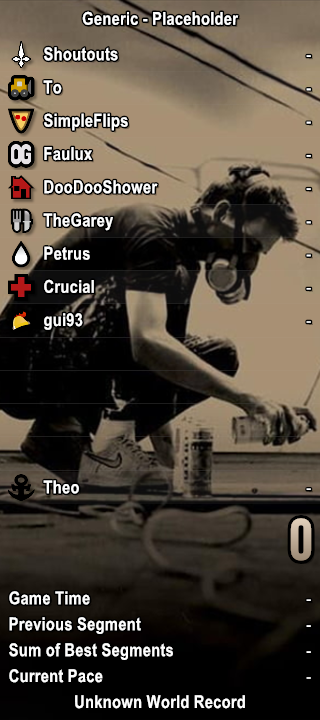 Generic - Placeholder
Shoutouts -
To -
SimpleFlips -
OG Faulux -
DooDooShower -
TheGarey -
Petrus -
Crucial -
gui93 -
Theo -
0
Game Time -
Previous Segment -
Sum of Best Segments -
Current Pace -
Unknown World Record